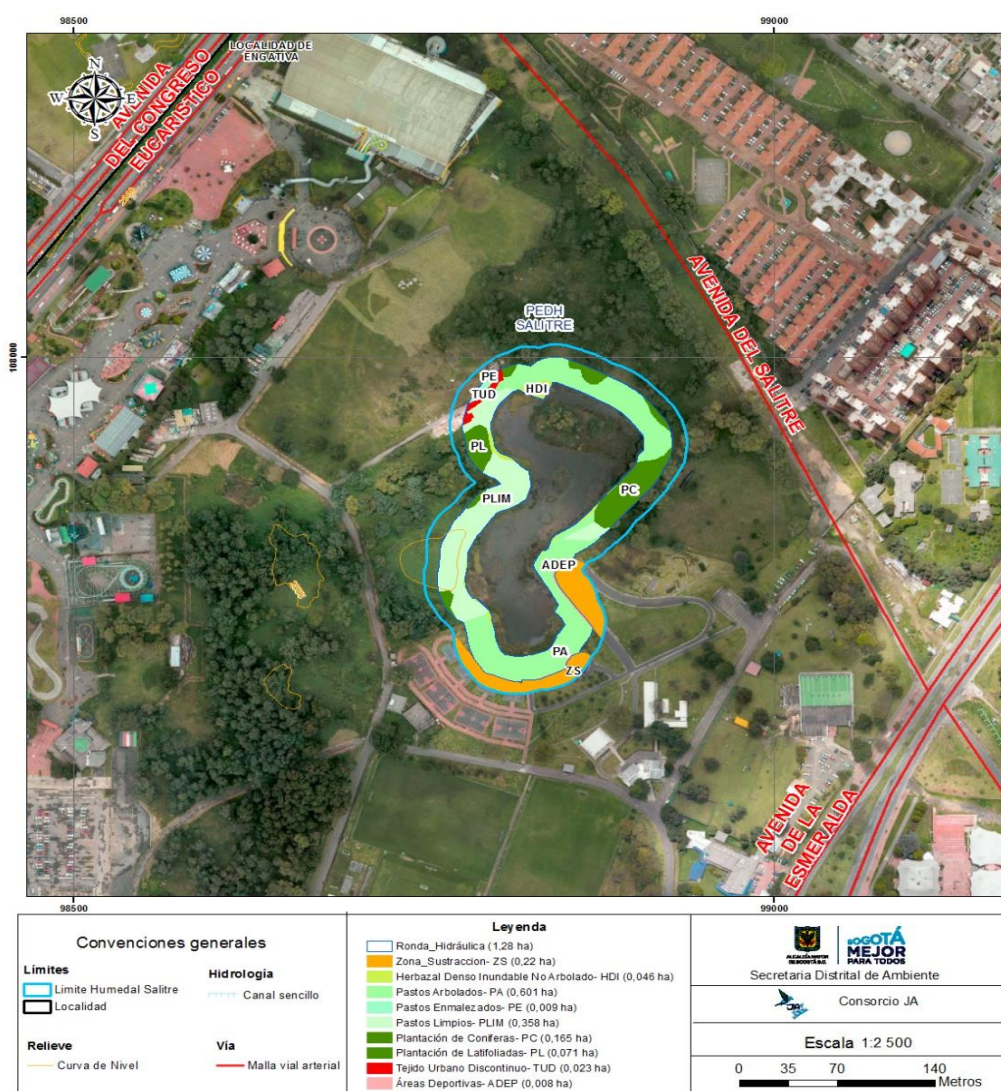 98500
99000
LOCALIDAD DE
ENGATIVA
N
W
E
S
AVENIDA
DEL CONGRESO
EUCARISTICO
AVENIDA DEL SALITRE
PEDH
SALITRE
108000
PE
TUD
HDI
PL
PLIM
PC
ADEP
PA
ZS
AVENIDA
DE LA
ESMERALDA
98500
99000
Convenciones generales
Límites
Limite Humedal Salitre
Localidad
Hidrología
Canal sencillo
Relieve
Curva de Nivel
Vía
Malla vial arterial
Leyenda
Ronda_Hidráulica (1,28 ha)
Zona_Sustraccion- ZS (0,22 ha)
Herbazal Denso Inundable No Arbolado- HDI (0,046 ha)
Pastos Arbolados- PA (0,601 ha)
Pastos Enmalezados- PE (0,009 ha)
Pastos Limpios- PLIM (0,358 ha)
Plantación de Coniferas- PC (0,165 ha)
Plantación de Latifoliadas- PL (0,071 ha)
Tejido Urbano Discontinuo- TUD (0,023 ha)
Áreas Deportivas- ADEP (0,008 ha)
ALCALDÍA MAYOR
DE BOGOTÁ D.C.
BOGOTÁ
MEJOR
PARA TODOS
Secretaria Distrital de Ambiente
Consorcio JA
Escala 1:2 500
0 35 70 140
Metros